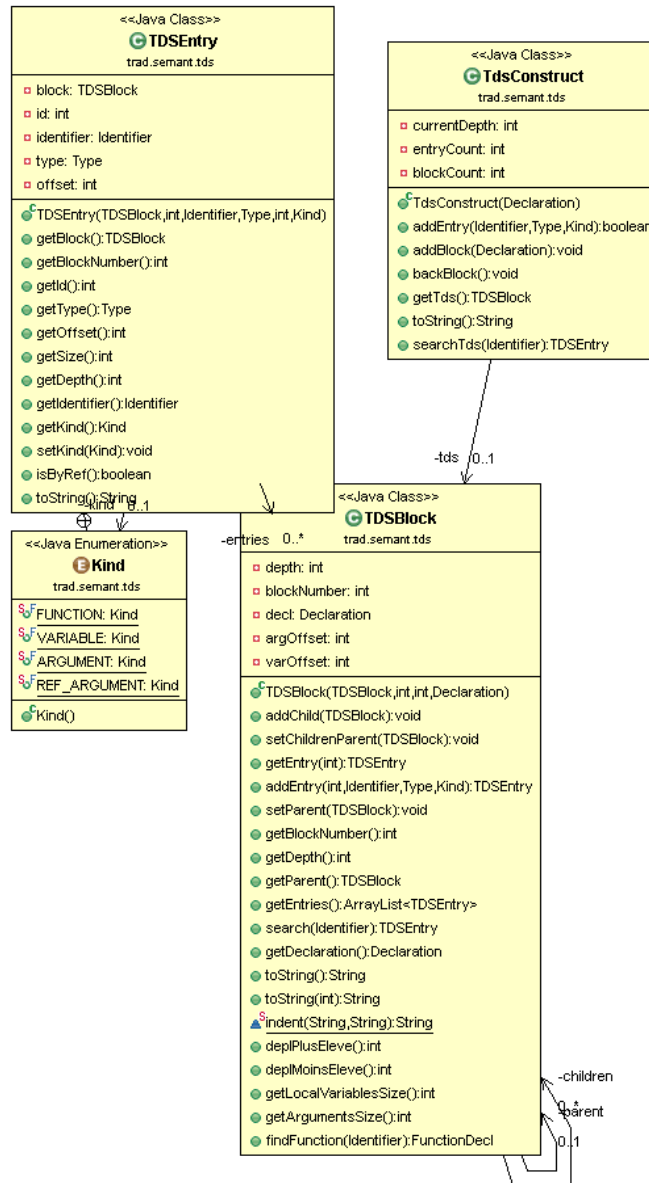 <<Java Class>>
TDSEntry
trad.semant.tds
block: TDSBlock
id: int
identifier: Identifier
type: Type
offset: int
TDSEntry(TDSBlock,int,Identifier,Type,int,Kind)
getBlock():TDSBlock
getBlockNumber():int
getId():int
getType():Type
getOffset():int
getSize():int
getDepth():int
getIdentifier():Identifier
getKind():Kind
setKind(Kind):void
isByRef():boolean
toString():String
<<Java Class>>
TdsConstruct
trad.semant.tds
currentDepth: int
entryCount: int
blockCount: int
TdsConstruct(Declaration)
addEntry(Identifier,Type,Kind):boolean
addBlock(Declaration):void
backBlock():void
getTds():TDSBlock
toString():String
searchTds(Identifier):TDSEntry
-tds 0..1
-kind 0..1
-entries 0..*
<<Java Enumeration>>
Kind
trad.semant.tds
FUNCTION: Kind
VARIABLE: Kind
ARGUMENT: Kind
REF_ARGUMENT: Kind
Kind()
<<Java Class>>
TDSBlock
trad.semant.tds
depth: int
blockNumber: int
decl: Declaration
argOffset: int
varOffset: int
TDSBlock(TDSBlock,int,int,Declaration)
addChild(TDSBlock):void
setChildrenParent(TDSBlock):void
getEntry(int):TDSEntry
addEntry(int,Identifier,Type,Kind):TDSEntry
setParent(TDSBlock):void
getBlockNumber():int
getDepth():int
getParent():TDSBlock
getEntries():ArrayList<TDSEntry>
search(Identifier):TDSEntry
getDeclaration():Declaration
toString():String
toString(int):String
indent(String,String):String
deplPlusEleve():int
deplMoinsEleve():int
getLocalVariablesSize():int
getArgumentsSize():int
findFunction(Identifier):FunctionDecl
-children
0..*
-parent
0..1